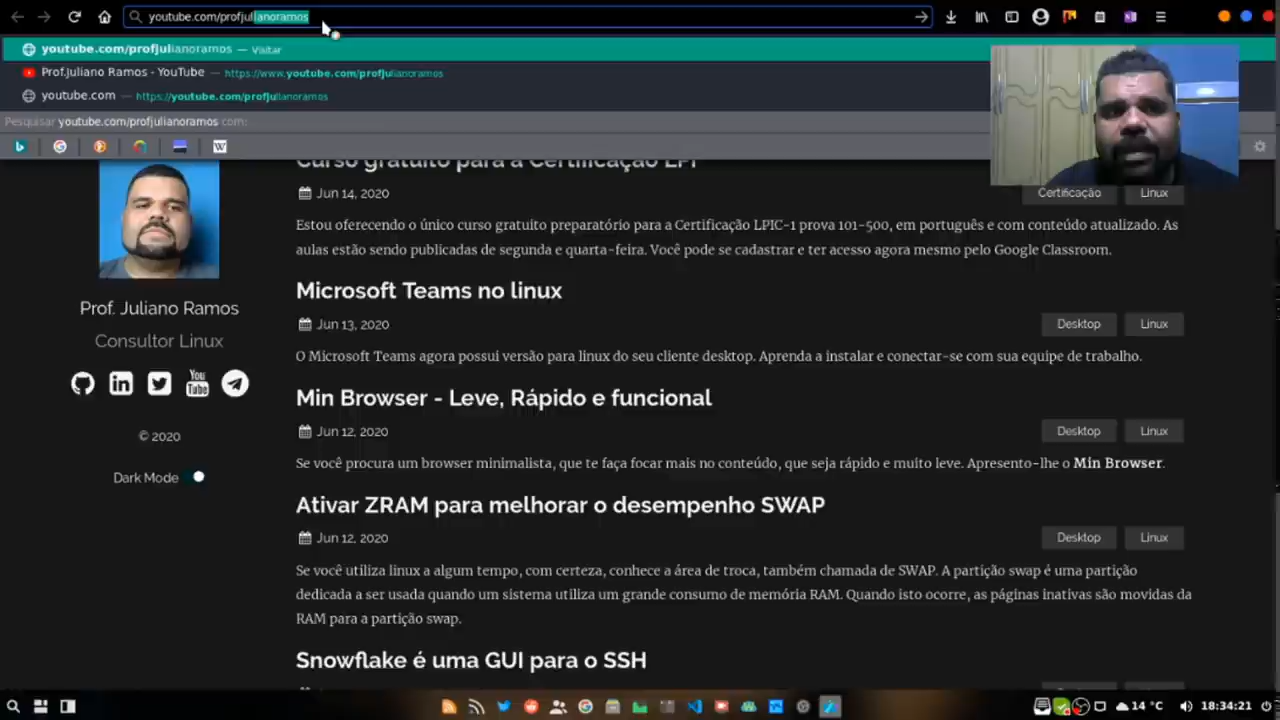 youtube.com/profjulianoramos
youtube.com/profjulianoramos — Visitar
Prof.Juliano Ramos - YouTube — https://www.youtube.com/profjulianoramos
youtube.com — https://youtube.com/profjulianoramos
Pesquisar youtube.com/profjulianoramos com:
W
Curso gratuito para a Certificação LPI
Jun 14, 2020
Certificação
Linux
Estou oferecendo o único curso gratuito preparatório para a Certificação LPIC-1 prova 101-500, em português e com conteúdo atualizado. As
aulas estão sendo publicadas de segunda e quarta-feira. Você pode se cadastrar e ter acesso agora mesmo pelo Google Classroom.
Microsoft Teams no linux
Jun 13, 2020
Desktop
Linux
O Microsoft Teams agora possui versão para linux do seu cliente desktop. Aprenda a instalar e conectar-se com sua equipe de trabalho.
Min Browser - Leve, Rápido e funcional
Jun 12, 2020
Desktop
Linux
Se você procura um browser minimalista, que te faça focar mais no conteúdo, que seja rápido e muito leve. Apresento-lhe o Min Browser.
Ativar ZRAM para melhorar o desempenho SWAP
Jun 12, 2020
Desktop
Linux
Se você utiliza linux a algum tempo, com certeza, conhece a área de troca, também chamada de SWAP. A partição swap é uma partição
dedicada a ser usada quando um sistema utiliza um grande consumo de memória RAM. Quando isto ocorre, as páginas inativas são movidas da
RAM para a partição swap.
Snowflake é uma GUI para o SSH
Prof. Juliano Ramos
Consultor Linux
You
Tube
© 2020
Dark Mode
14 °C
18:34:21